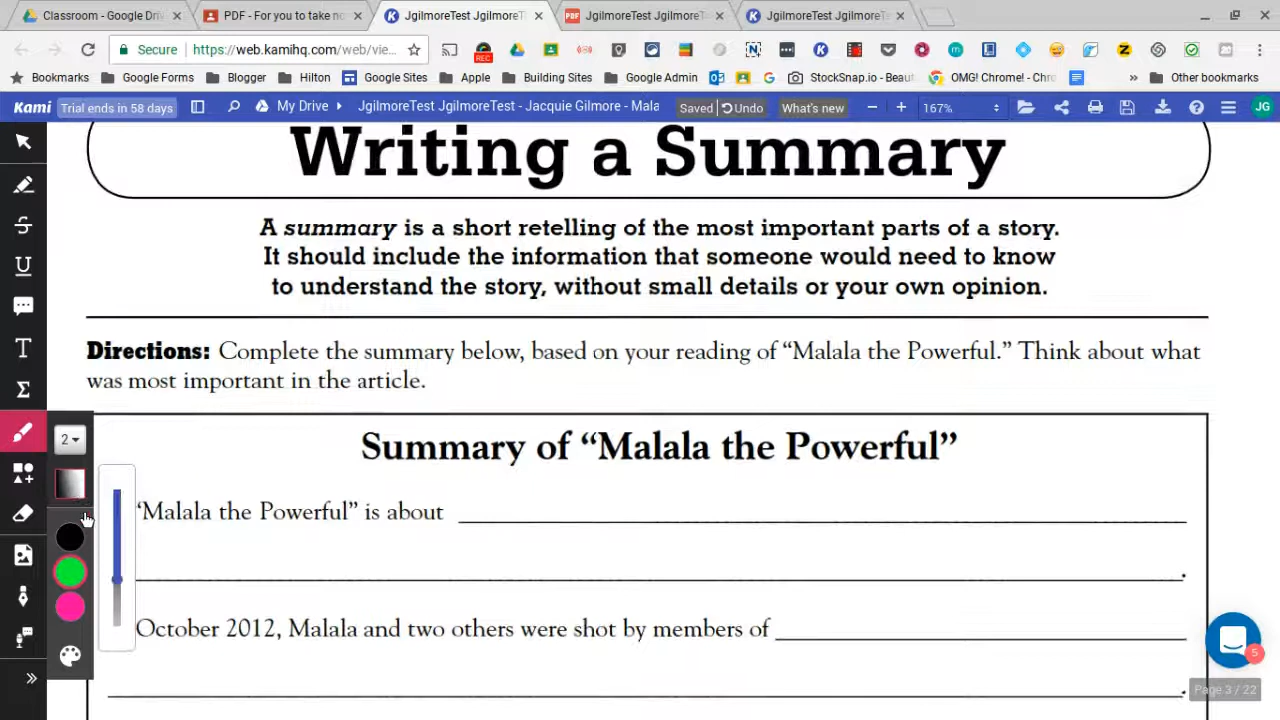 Classroom - Google Driv
PDF - For you to take no
JgilmoreTest JgilmoreTe
JgilmoreTest JgilmoreTe
JgilmoreTest JgilmoreTe
Secure
https://web.kamihq.com/web/vie...
REC
Bookmarks
Google Forms
Blogger
Hilton
Google Sites
Apple
Building Sites
Google Admin
StockSnap.io - Beaut
OMG! Chrome! - Chro
Other bookmarks
Kami
Trial ends in 58 days
My Drive
JgilmoreTest JgilmoreTest - Jacquie Gilmore - Mala
Saved
Undo
What's new
167%
JG
Writing a Summary
A summary is a short retelling of the most important parts of a story.
It should include the information that someone would need to know
to understand the story, without small details or your own opinion.
Directions: Complete the summary below, based on your reading of “Malala the Powerful.” Think about what
was most important in the article.
2
Summary of “Malala the Powerful”
‘Malala the Powerful” is about
.
October 2012, Malala and two others were shot by members of
.
5
Page 3 / 22